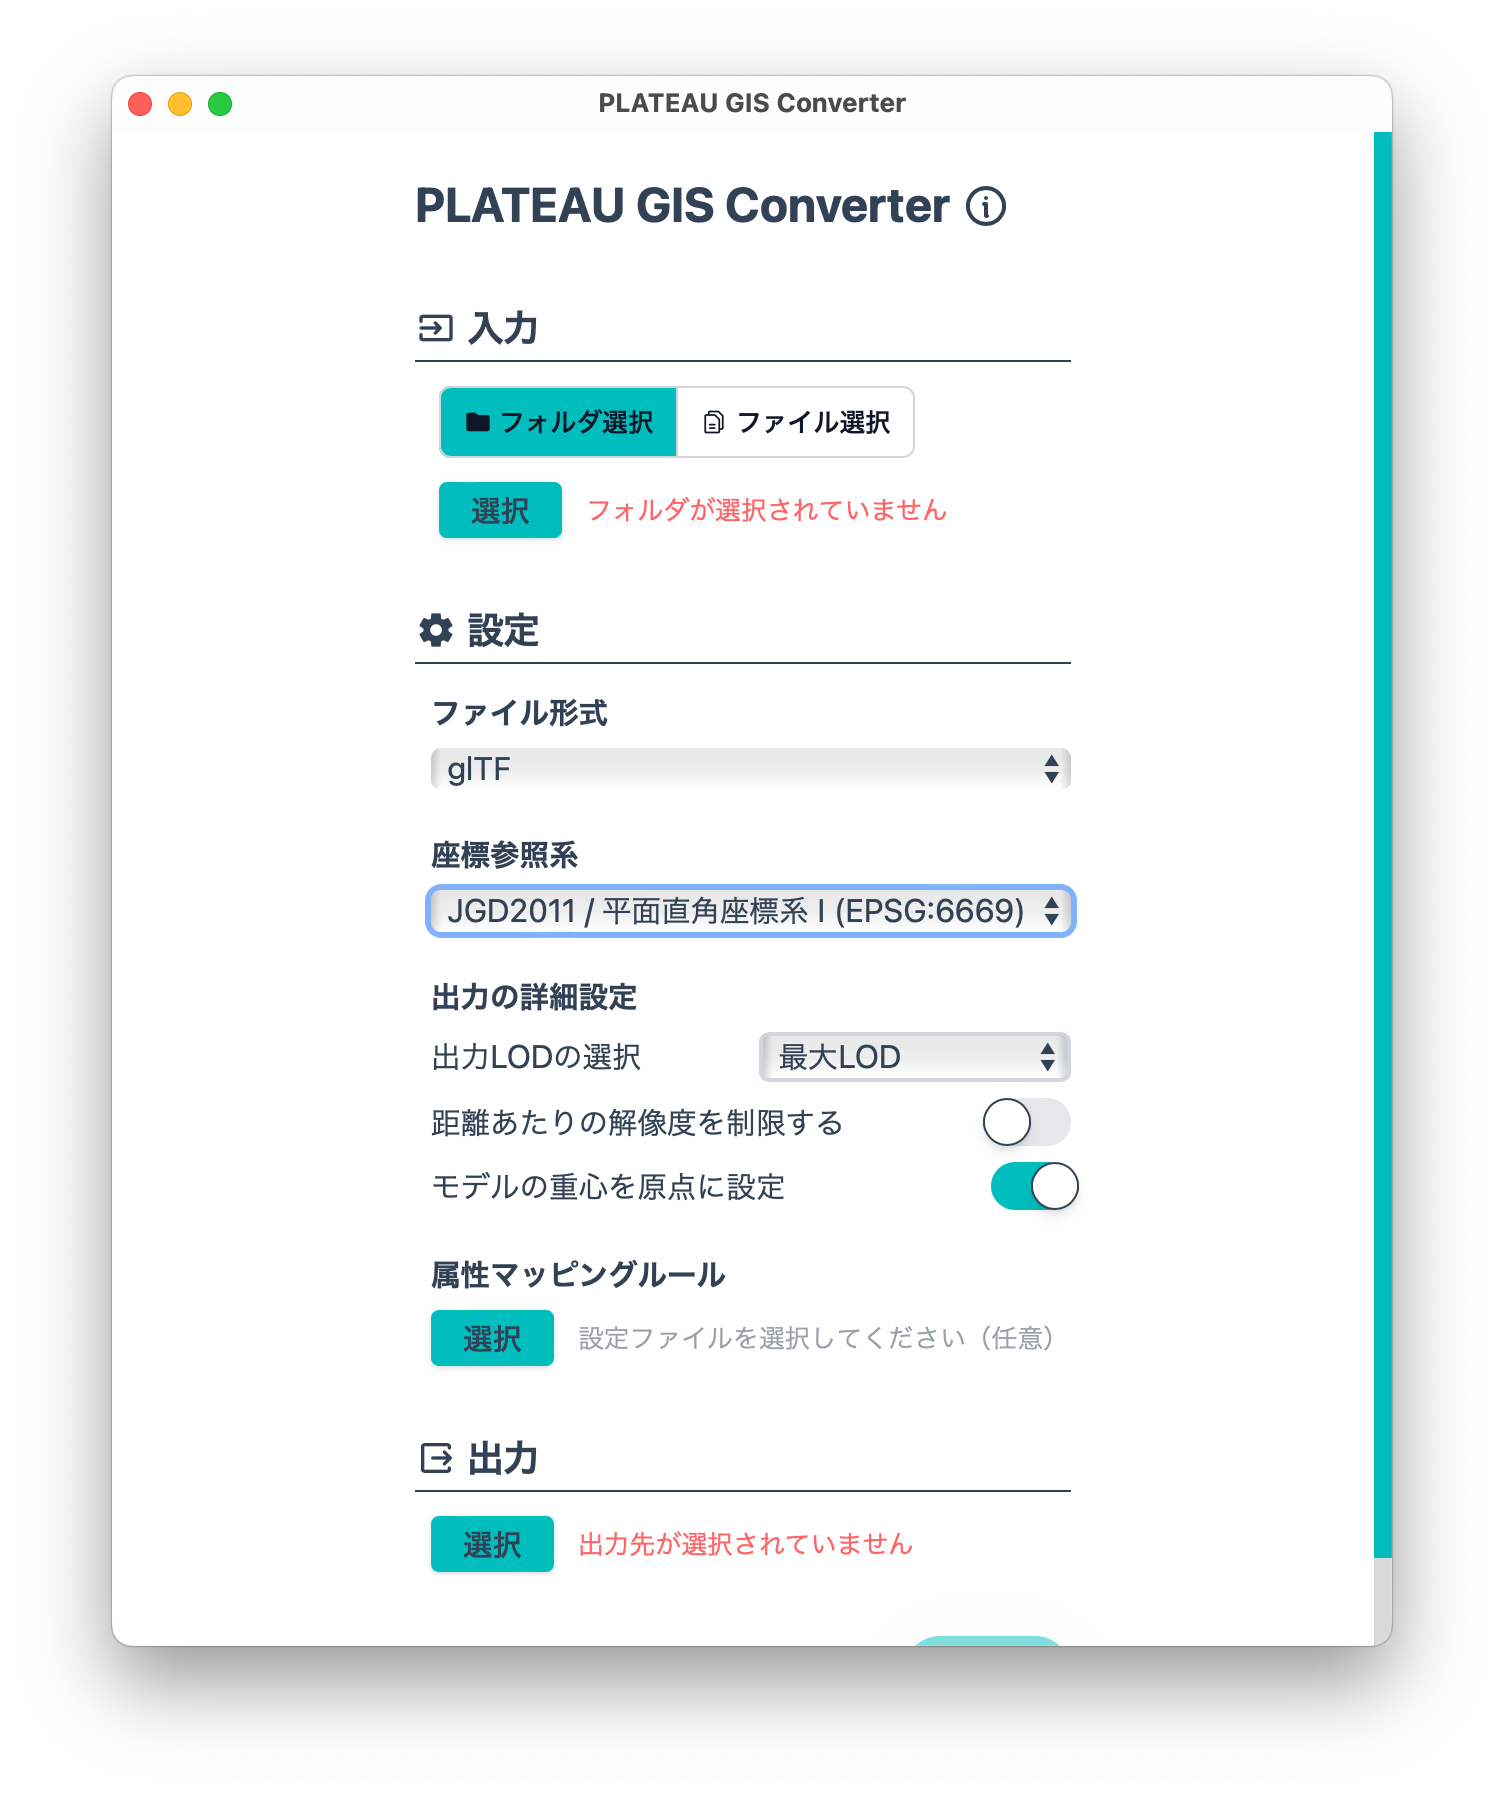 PLATEAU GIS Converter
PLATEAU GIS Converter
入力
フォルダ選択 ファイル選択
選択 フォルダが選択されていません
設定
ファイル形式
glTF
座標参照系
JGD2011 / 平面直角座標系 I (EPSG:6669)
出力の詳細設定
出力LODの選択 最大LOD
距離あたりの解像度を制限する
モデルの重心を原点に設定
属性マッピングルール
選択 設定ファイルを選択してください（任意）
出力
選択 出力先が選択されていません